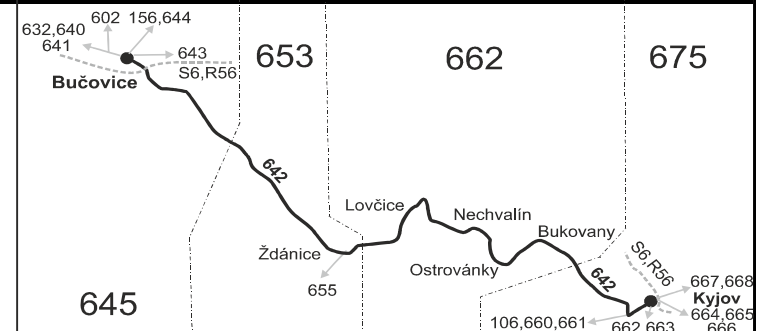 602 156,644
632,640
641
643
S6,R56
Bučovice
653
662
675
642
Lovčice
Nechvalín
Bukovany
Ždánice
Ostrovánky
S6,R56
655
642
667,668
Kyjov
645
664,665
106,660,661
662,663
666